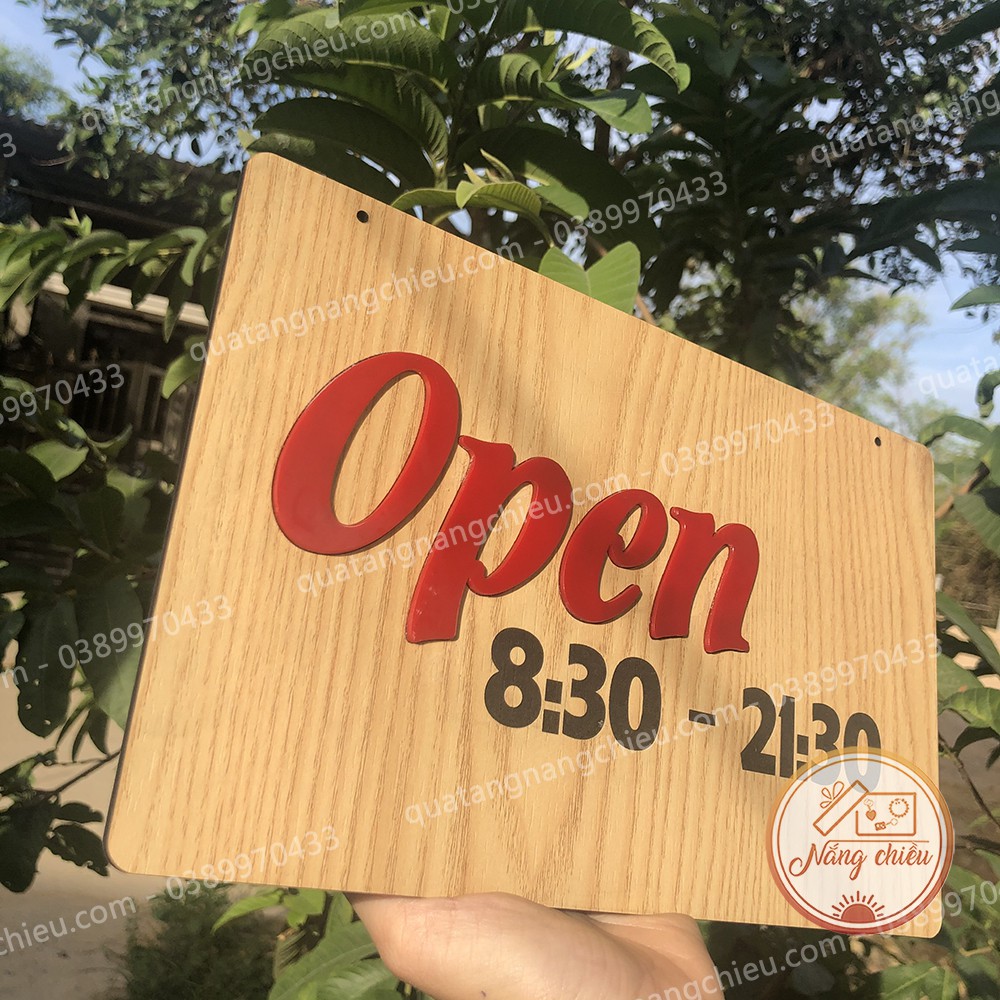 quatangnangchieu.com - 0389970433
Open
8:30 - 21:30
Nắng chiều